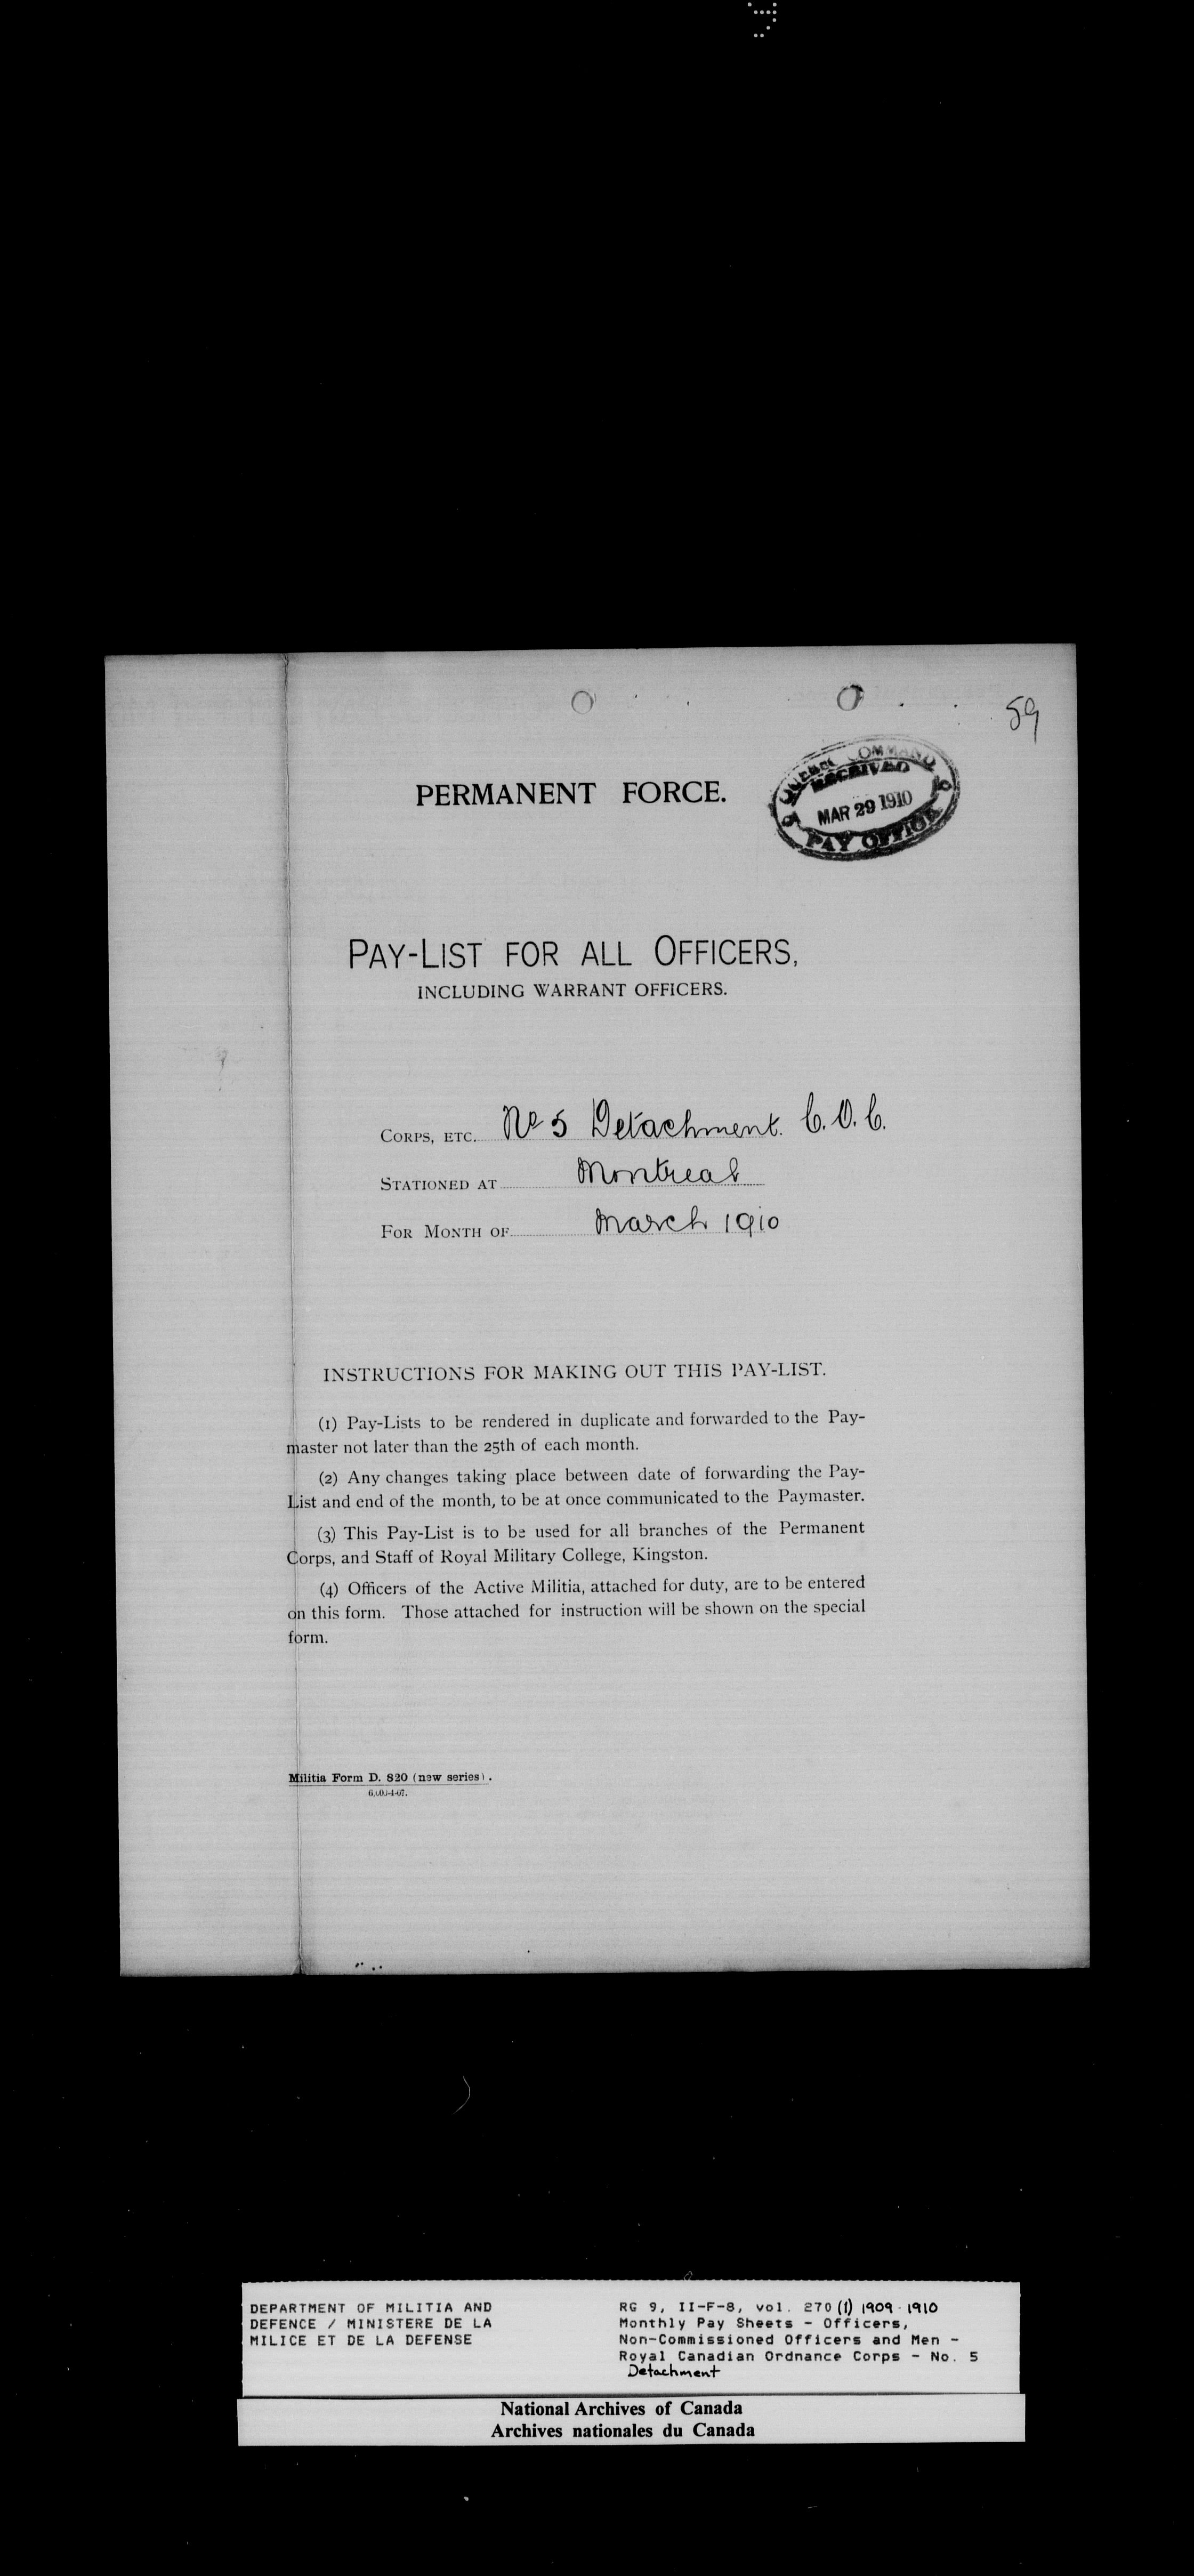 59
QUEBEC COMMAND
RECEIVED
MAR 29 1910
PAY OFFICE
PERMANENT FORCE.
PAY-LIST FOR ALL OFFICERS,
INCLUDING WARRANT OFFICERS.
CORPS, ETC. No 5 Detachment. C.O.C.
STATIONED AT Montreal
FOR MONTH OF March 1910
INSTRUCTIONS FOR MAKING OUT THIS PAY-LIST.
(1) Pay-Lists to be rendered in duplicate and forwarded to the Pay-
master not later than the 25th of each month.
(2) Any changes taking place between date of forwarding the Pay-
List and end of the month, to be at once communicated to the Paymaster.
(3) This Pay-List is to be used for all branches of the Permanent
Corps, and Staff of Royal Military College, Kingston.
(4) Officers of the Active Militia, attached for duty, are to be entered
on this form. Those attached for instruction will be shown on the special
form.
Militia Form D. 820 (new series).
DEPARTMENT OF MILITIA AND
DEFENCE / MINISTERE DE LA
MILICE ET DE LA DEFENSE
RG 9, II-F-8, vol. 270 (1) 1909-1910
Monthly Pay Sheets - Officers,
Non-Commissioned Officers and Men -
Royal Canadian Ordnance Corps - No. 5
Detachment
National Archives of Canada
Archives nationales du Canada